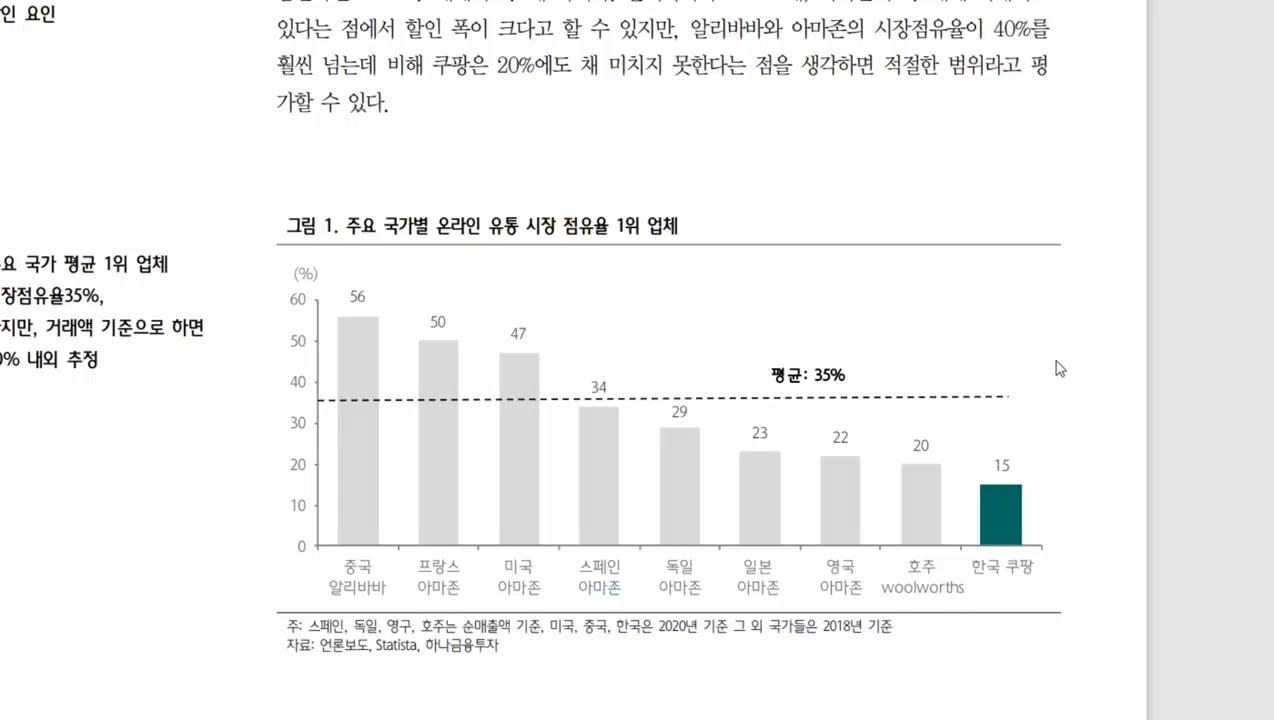 인 요인
있다는 점에서 할인 폭이 크다고 할 수 있지만, 알리바바와 아마존의 시장점유율이 40%를
훨씬 넘는데 비해 쿠팡은 20%에도 채 미치지 못한다는 점을 생각하면 적절한 범위라고 평
가할 수 있다.
그림 1. 주요 국가별 온라인 유통 시장 점유율 1위 업체
요 국가 평균 1위 업체
장점유율35%,
지만, 거래액 기준으로 하면
% 내외 추정
(%)
60
50
40
30
20
10
0
56
50
47
34
29
23
22
20
15
평균: 35%
중국 알리바바
프랑스 아마존
미국 아마존
스페인 아마존
독일 아마존
일본 아마존
영국 아마존
호주 woolworths
한국 쿠팡
주: 스페인, 독일, 영구, 호주는 순매출액 기준, 미국, 중국, 한국은 2020년 기준 그 외 국가들은 2018년 기준
자료: 언론보도, Statista, 하나금융투자